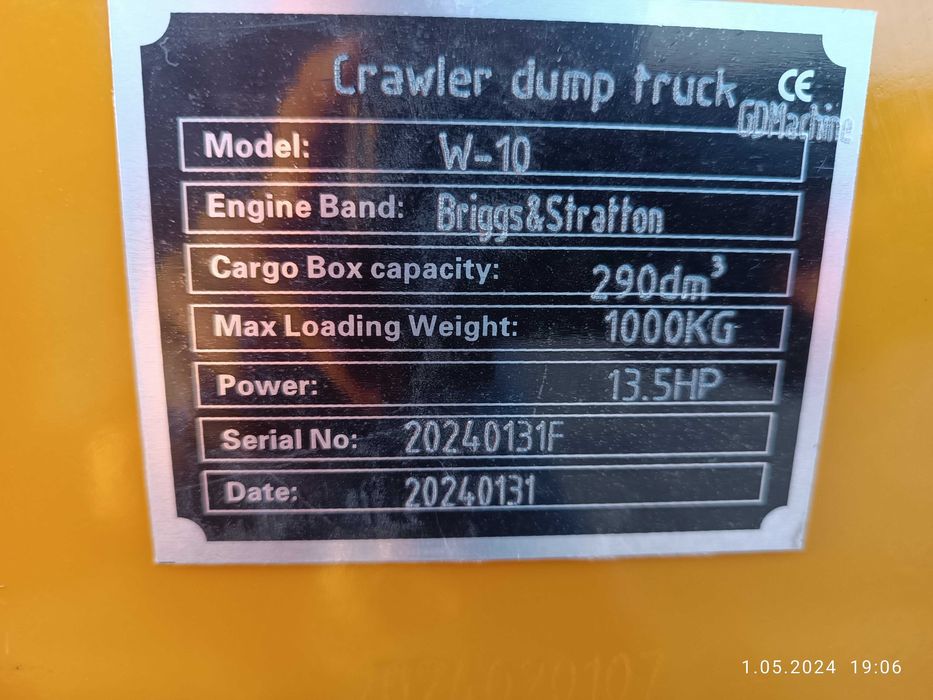 Crawler dump truck CE
GDMachine
Model: W-10
Engine Band: Briggs&Stratton
Cargo Box capacity: 290dm³
Max Loading Weight: 1000KG
Power: 13.5HP
Serial No: 20240131F
Date: 20240131
1.05.2024 19:06